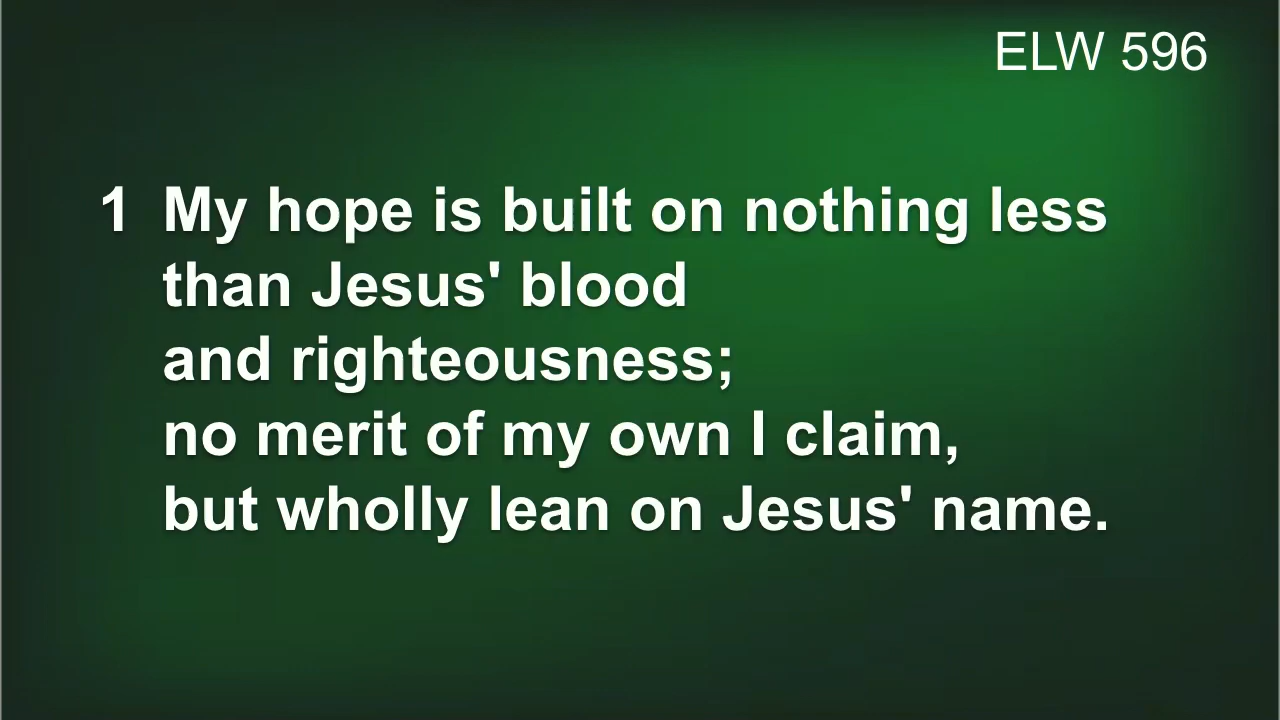 ELW 596
1 My hope is built on nothing less
than Jesus' blood
and righteousness;
no merit of my own I claim,
but wholly lean on Jesus' name.